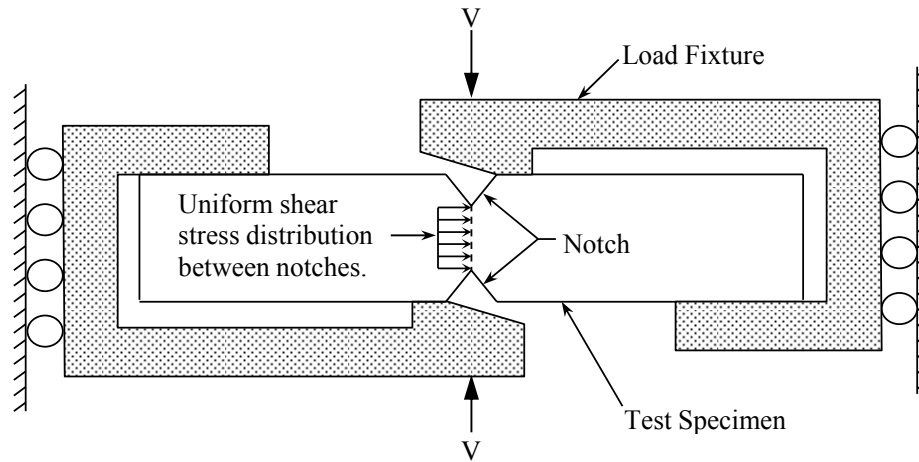 V
Load Fixture
Uniform shear
stress distribution
between notches.
Notch
Test Specimen
V